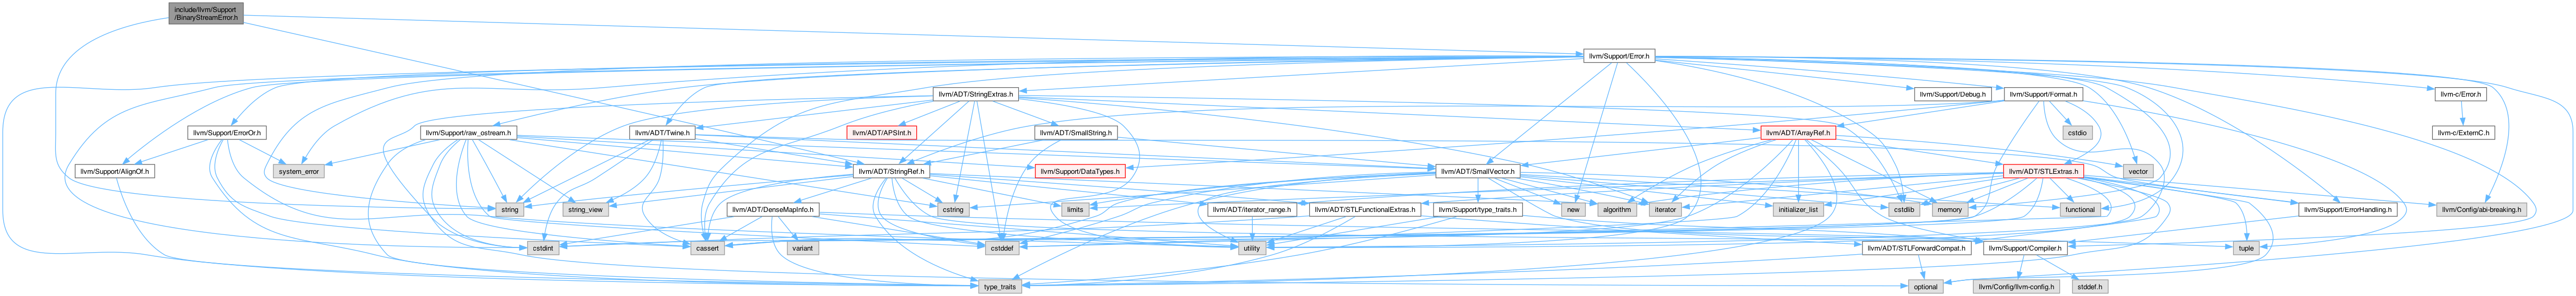 include/llvm/Support
/BinaryStreamError.h
llvm/Support/Error.h
llvm/ADT/StringExtras.h
llvm/Support/Debug.h
llvm/Support/Format.h
llvm-c/Error.h
llvm/Support/ErrorOr.h
llvm/Support/raw_ostream.h
llvm/ADT/Twine.h
llvm/ADT/APSInt.h
llvm/ADT/SmallString.h
llvm/ADT/ArrayRef.h
cstdio
llvm-c/ExternC.h
llvm/Support/AlignOf.h
system_error
llvm/ADT/StringRef.h
llvm/Support/DataTypes.h
llvm/ADT/SmallVector.h
llvm/ADT/STLExtras.h
vector
string
string_view
llvm/ADT/DenseMapInfo.h
cstring
limits
llvm/ADT/iterator_range.h
llvm/ADT/STLFunctionalExtras.h
llvm/Support/type_traits.h
new
algorithm
iterator
initializer_list
cstdlib
memory
functional
llvm/Support/ErrorHandling.h
llvm/Config/abi-breaking.h
cstdint
cassert
variant
cstddef
utility
llvm/ADT/STLForwardCompat.h
llvm/Support/Compiler.h
tuple
type_traits
optional
llvm/Config/llvm-config.h
stddef.h